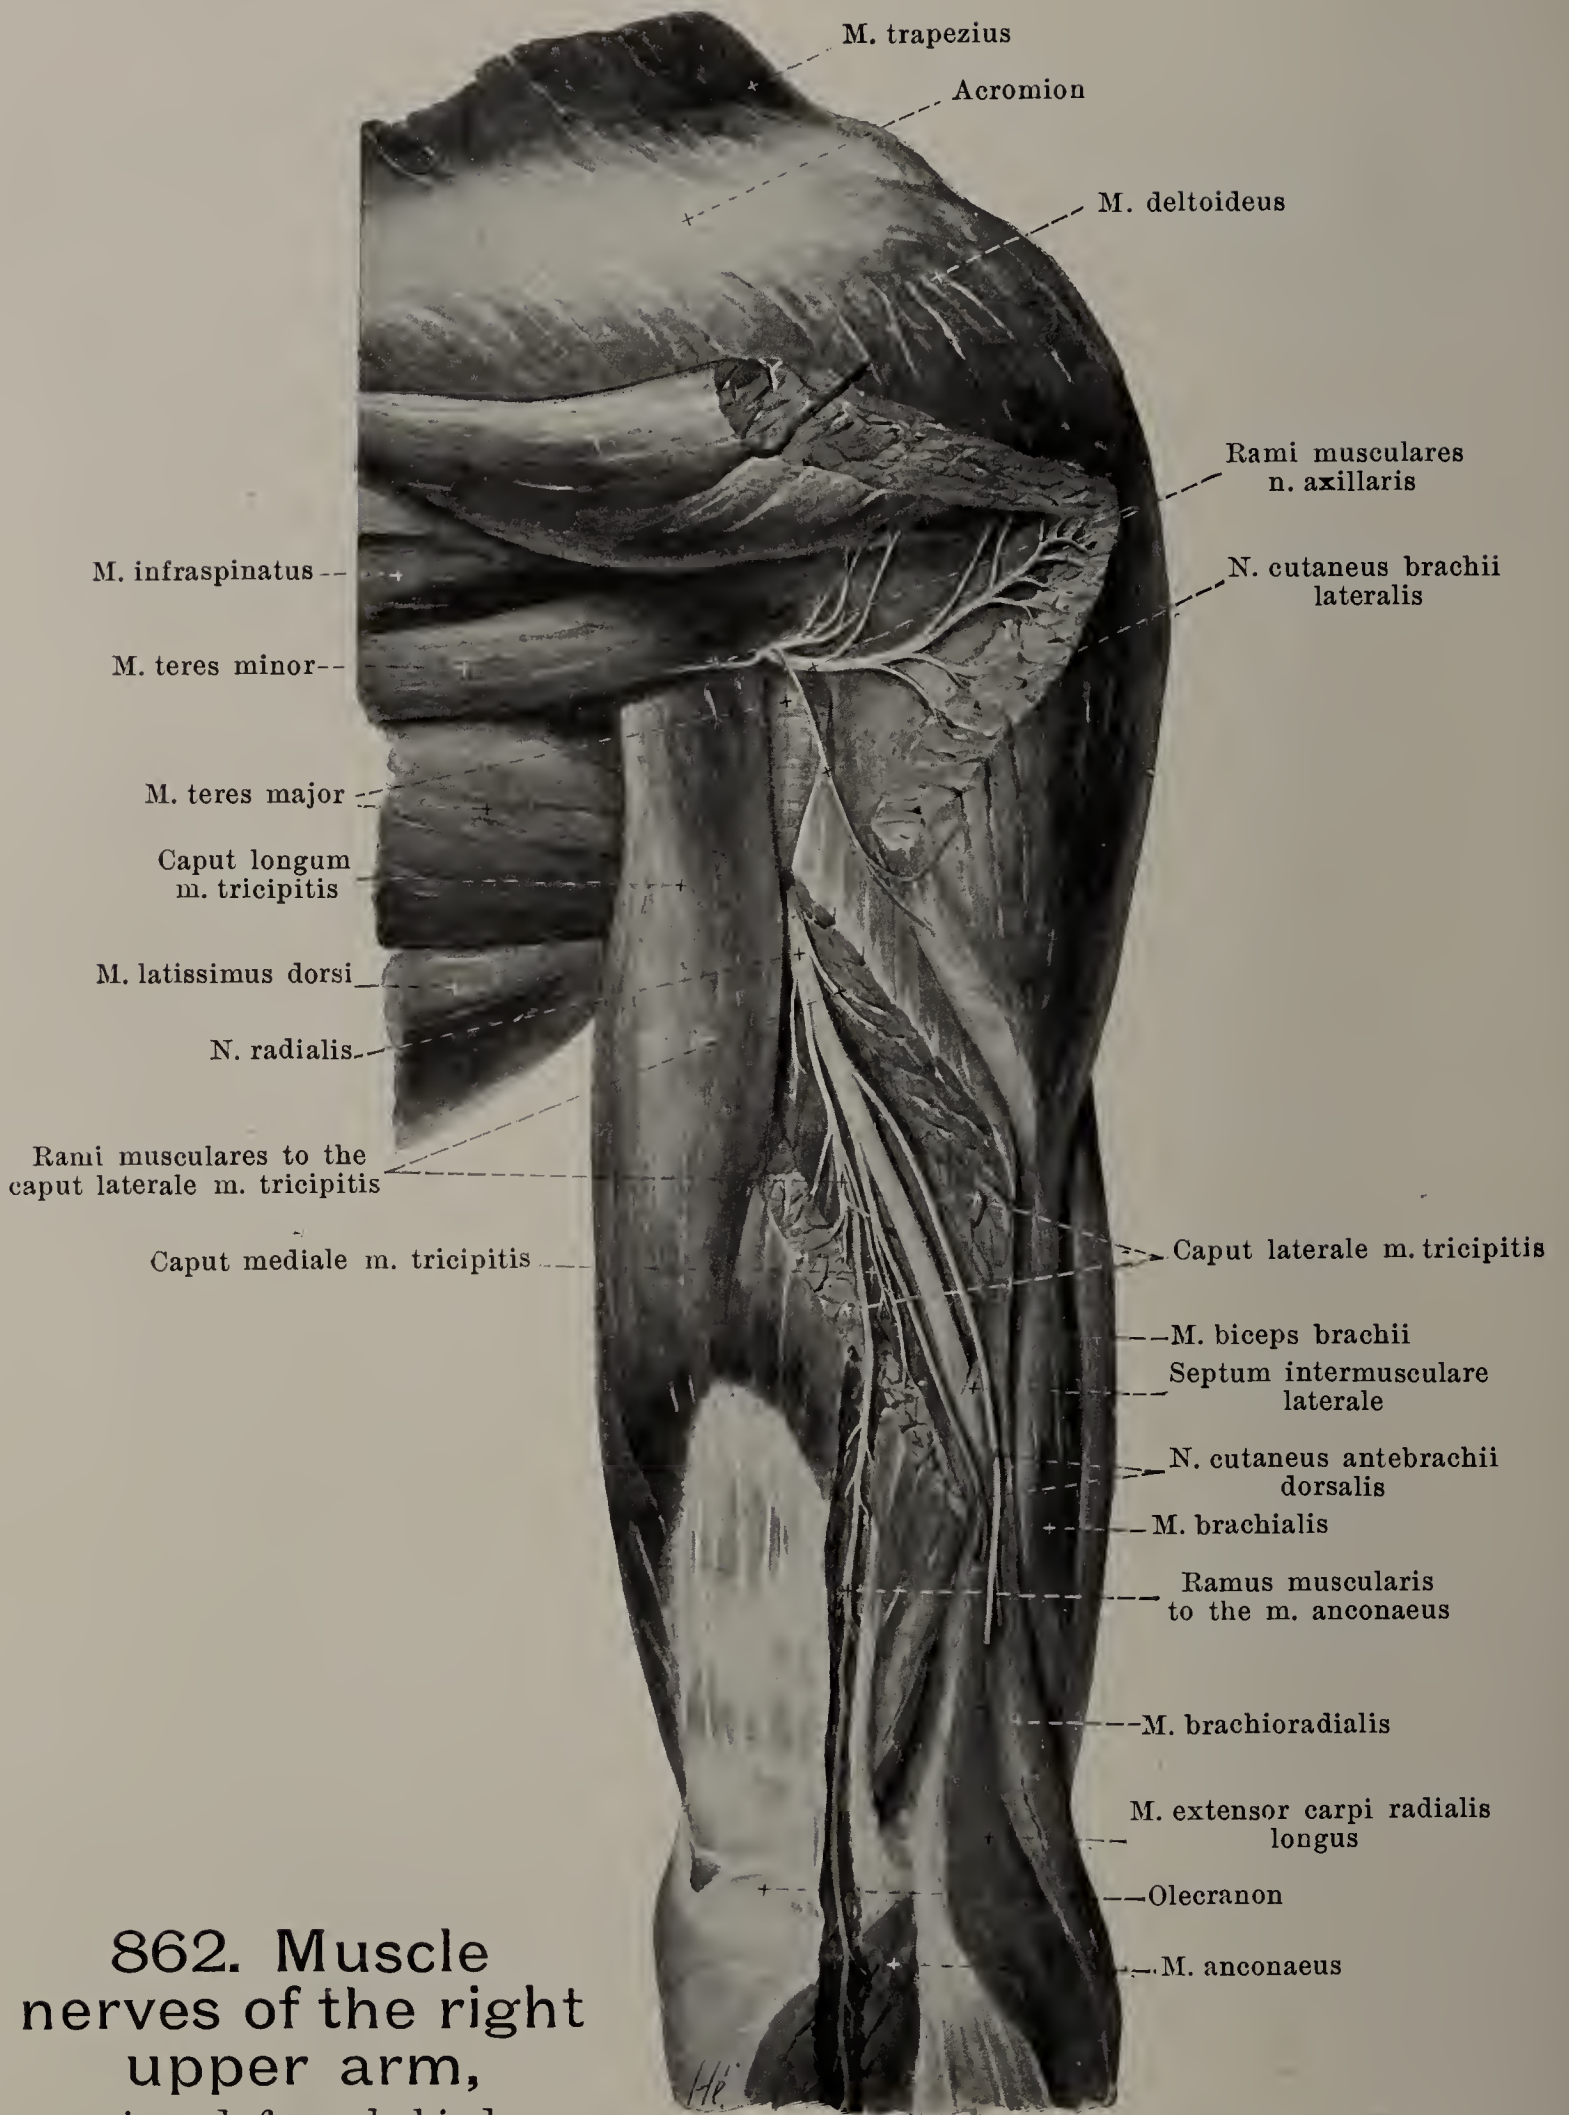 M. trapezius
Acromion
M. deltoideus
Rami musculares
n. axillaris
N. cutaneus brachii
lateralis
M. infraspinatus
M. teres minor
M. teres major
Caput longum
m. tricipitis
M. latissimus dorsi
N. radialis
Rami musculares to the
caput laterale m. tricipitis
Caput mediale m. tricipitis
Caput laterale m. tricipitis
M. biceps brachii
Septum intermusculare
laterale
N. cutaneus antebrachii
dorsalis
M. brachialis
Ramus muscularis
to the m. anconaeus
M. brachioradialis
M. extensor carpi radialis
longus
Olecranon
M. anconaeus
862. Muscle
nerves of the right
upper arm,
Hé.